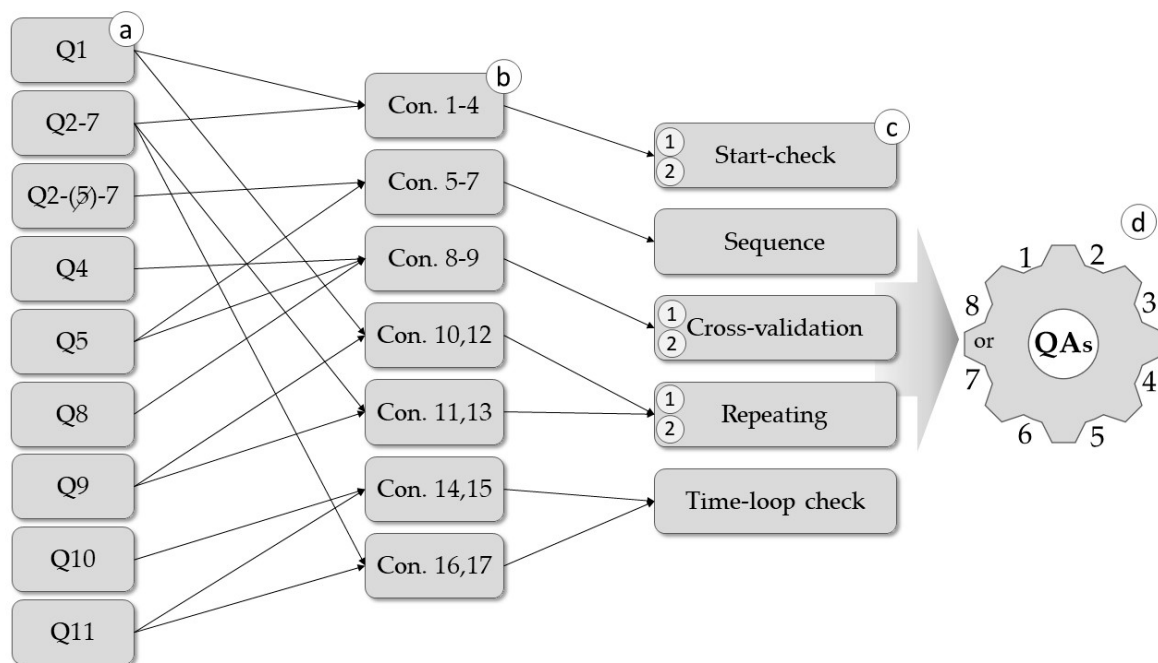 a
Q1
Q2-7
Q2-(5̸)-7
Q4
Q5
Q8
Q9
Q10
Q11
b
Con. 1-4
Con. 5-7
Con. 8-9
Con. 10,12
Con. 11,13
Con. 14,15
Con. 16,17
c
1
2
Start-check
Sequence
1
2
Cross-validation
1
2
Repeating
Time-loop check
d
1
2
3
4
5
6
7
or
8
QAs